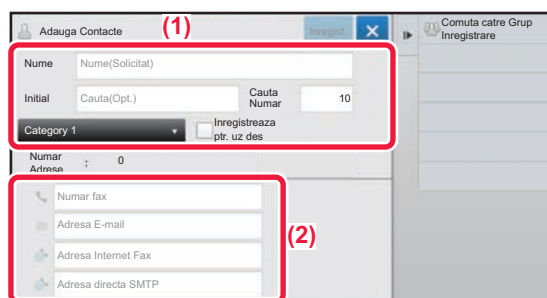 Adauga Contacte
(1)
Inregist.
Comuta catre Grup
Inregistrare
Nume
Nume(Solicitat)
Initial
Cauta(Opt.)
Cauta
Numar
10
Category 1
Inregistreaza
ptr. uz des
Numar
Adrese
:
0
Numar fax
Adresa E-mail
(2)
Adresa Internet Fax
Adresa directa SMTP